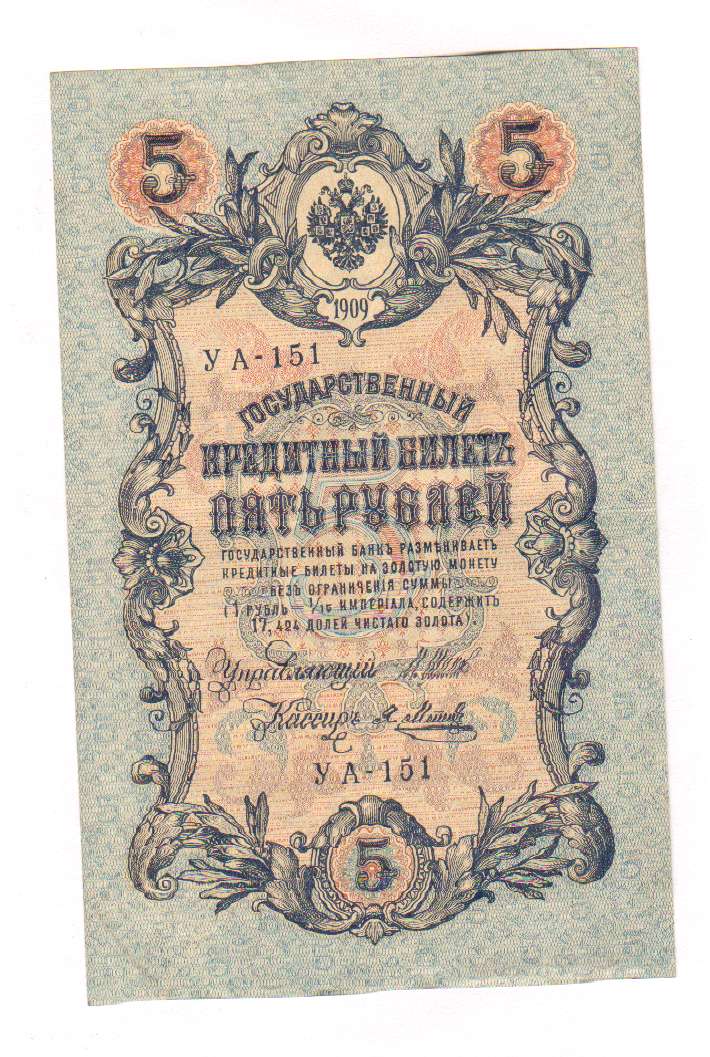 5 5
1909
УА-151
ГОСУДАРСТВЕННЫЙ
КРЕДИТНЫЙ БИЛЕТЪ
ПЯТЬ РУБЛЕЙ
ГОСУДАРСТВЕННЫЙ БАНКЪ РАЗМѢНИВАЕТЪ
КРЕДИТНЫЕ БИЛЕТЫ НА ЗОЛОТУЮ МОНЕТУ
БЕЗЪ ОГРАНИЧЕНІЯ СУММЫ
(1 РУБЛЬ = 1/15 ИМПЕРІАЛА, СОДЕРЖИТЪ
17,424 ДОЛЕЙ ЧИСТАГО ЗОЛОТА).
Управляющій
Кассиръ
УА-151
5